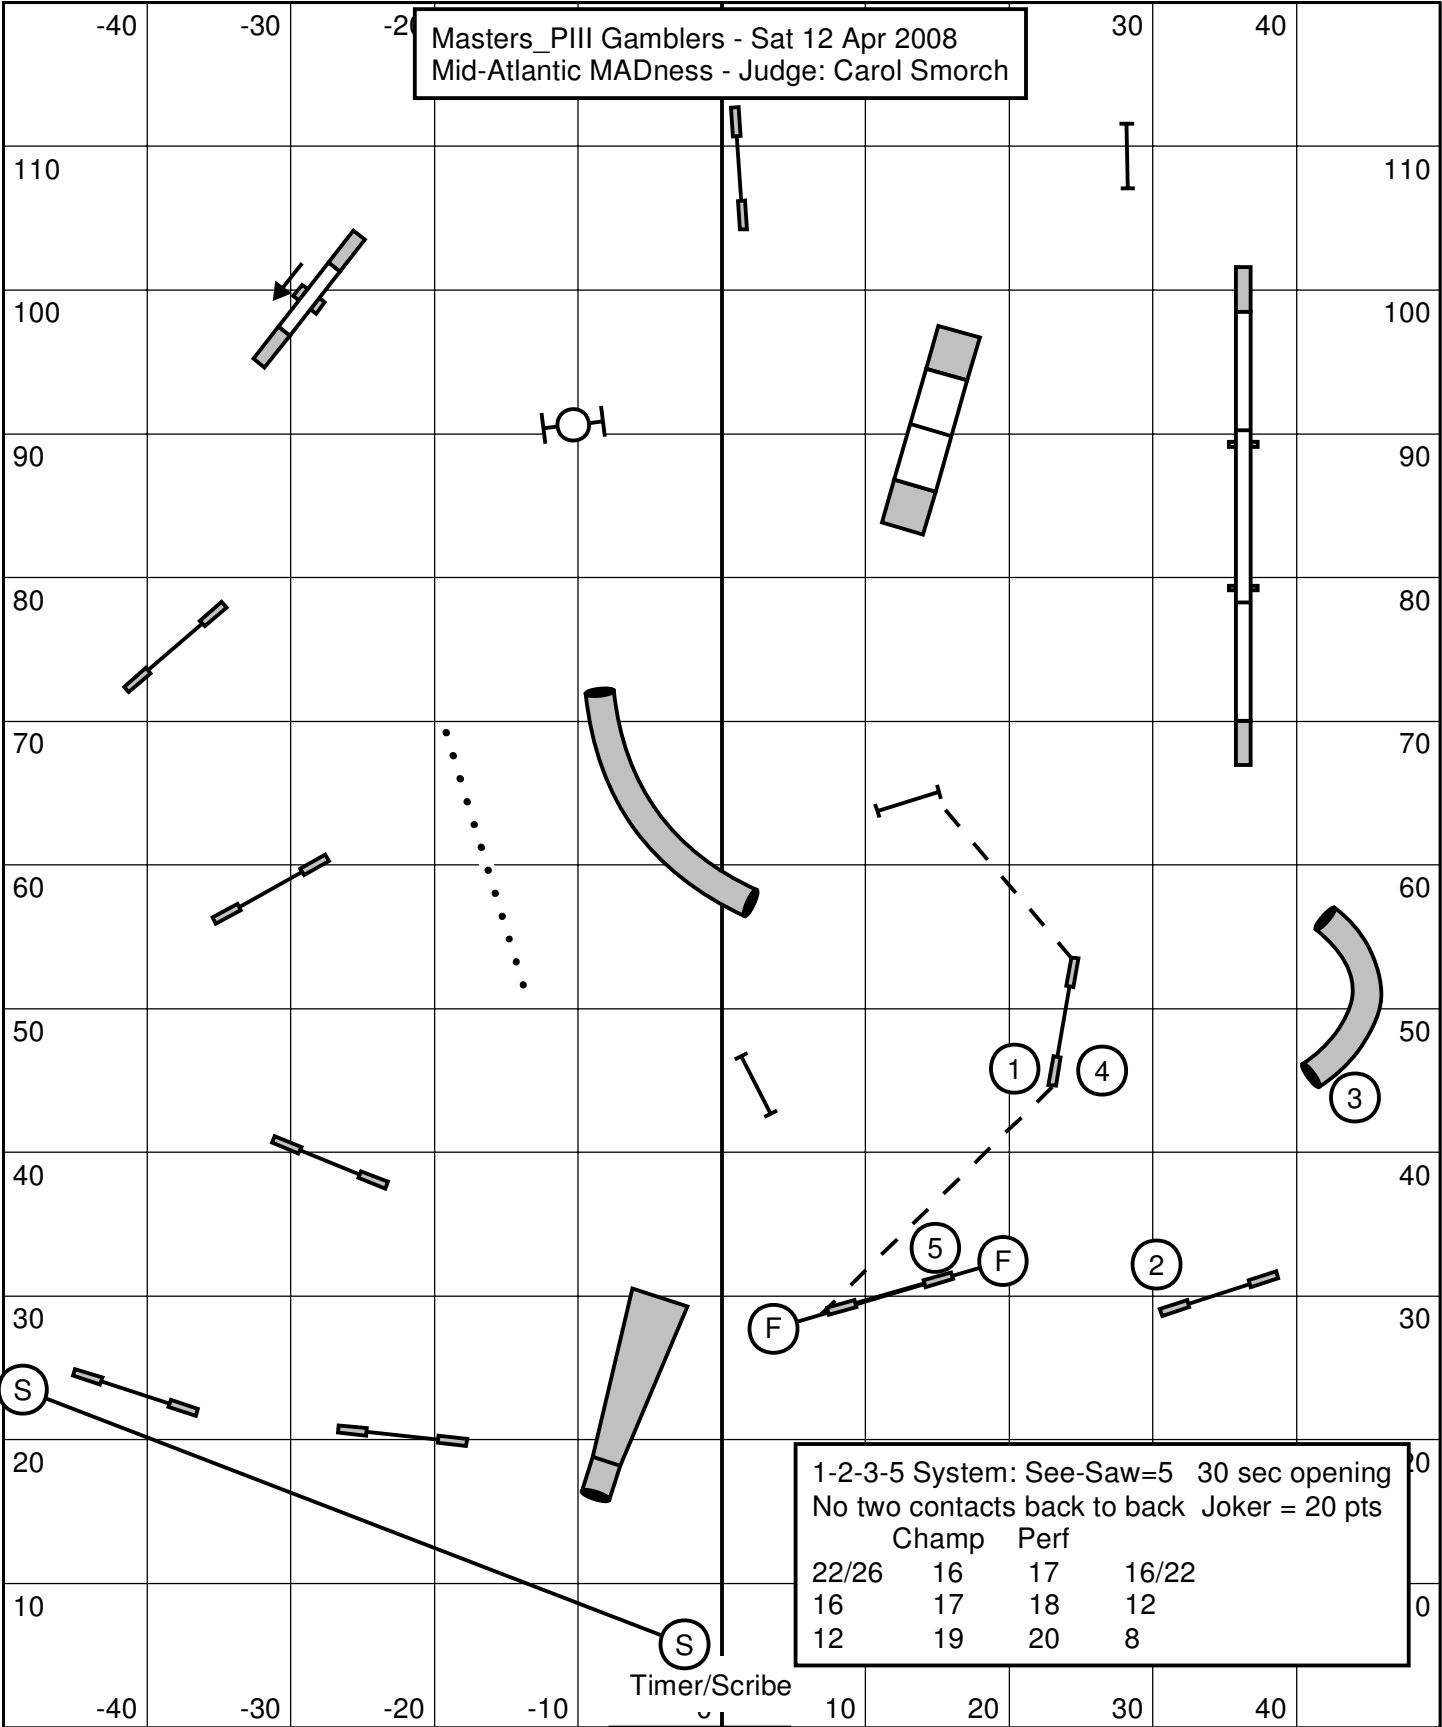 -40 -30 -20 30 40
Masters_PIII Gamblers - Sat 12 Apr 2008
Mid-Atlantic MADness - Judge: Carol Smorch
110 110
100 100
90 90
80 80
70 70
60 60
50 50
1 4
3
40 40
5 F
2
30 30
F
S
20 20
1-2-3-5 System: See-Saw=5 30 sec opening
No two contacts back to back Joker = 20 pts
Champ Perf
22/26 16 17 16/22
16 17 18 12
12 19 20 8
10 0
S
Timer/Scribe
-40 -30 -20 -10 10 20 30 40